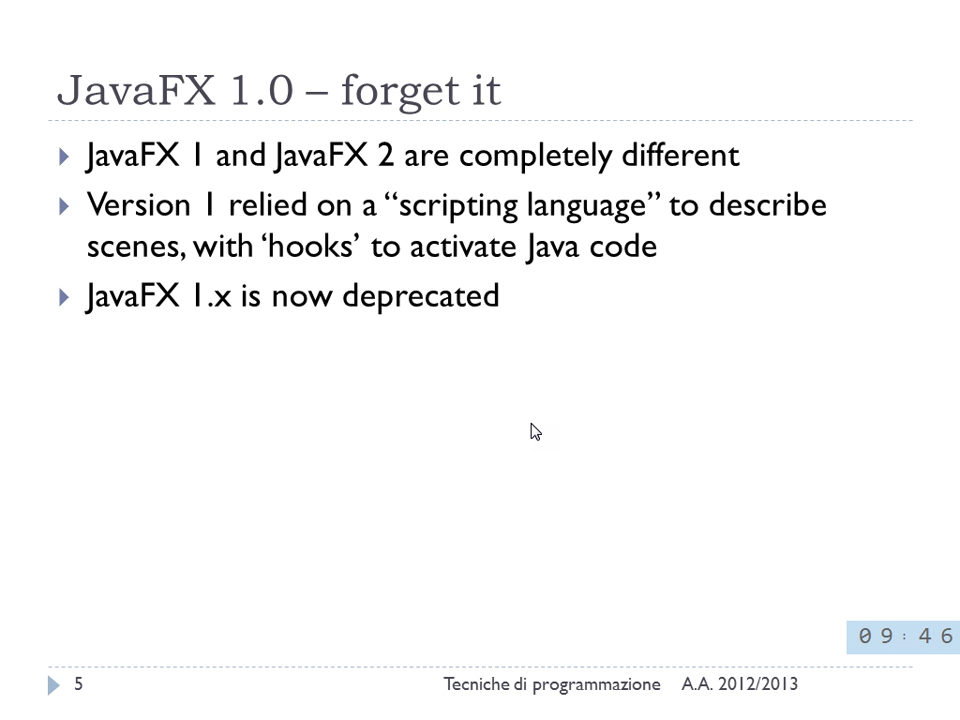 JavaFX 1.0 – forget it
JavaFX 1 and JavaFX 2 are completely different
Version 1 relied on a “scripting language” to describe
scenes, with ‘hooks’ to activate Java code
JavaFX 1.x is now deprecated
09:46
5 Tecniche di programmazione A.A. 2012/2013